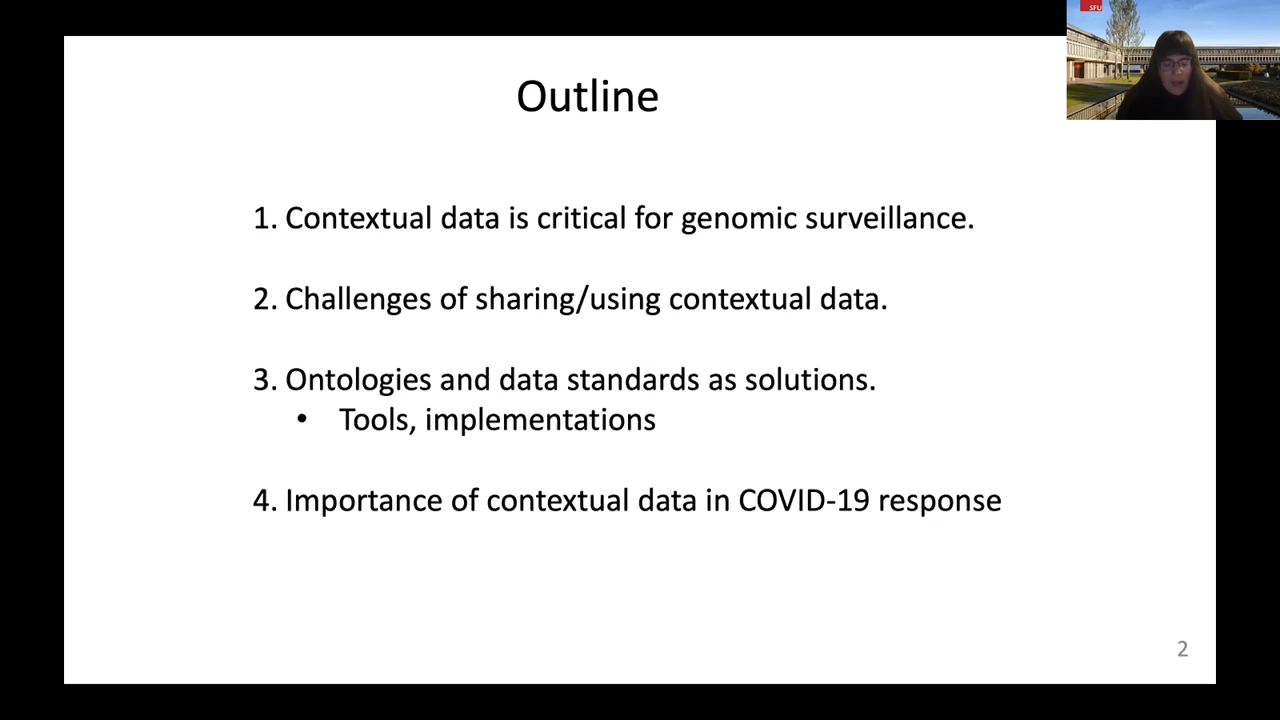 SFU
Outline
1. Contextual data is critical for genomic surveillance.
2. Challenges of sharing/using contextual data.
3. Ontologies and data standards as solutions.
• Tools, implementations
4. Importance of contextual data in COVID-19 response
2